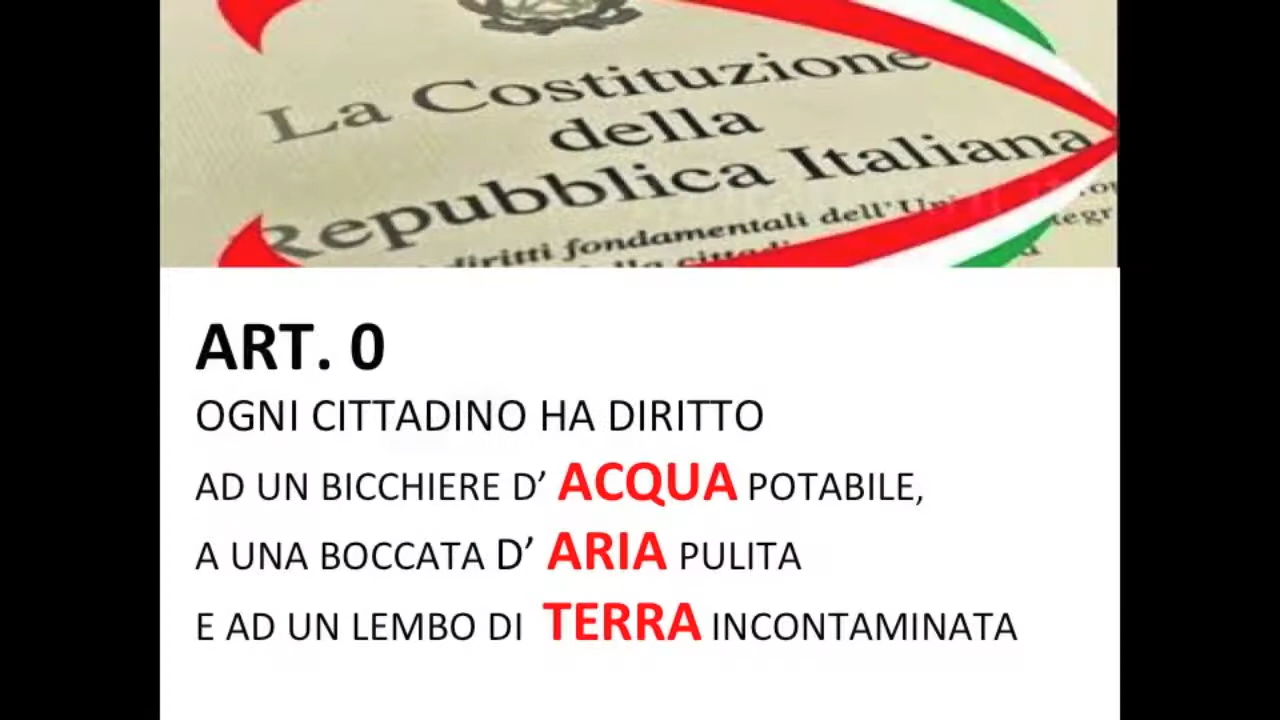 La Costituzione
della
Repubblica Italiana
diritti fondamentali dell'
ART. 0
OGNI CITTADINO HA DIRITTO
AD UN BICCHIERE D' ACQUA POTABILE,
A UNA BOCCATA D' ARIA PULITA
E AD UN LEMBO DI TERRA INCONTAMINATA